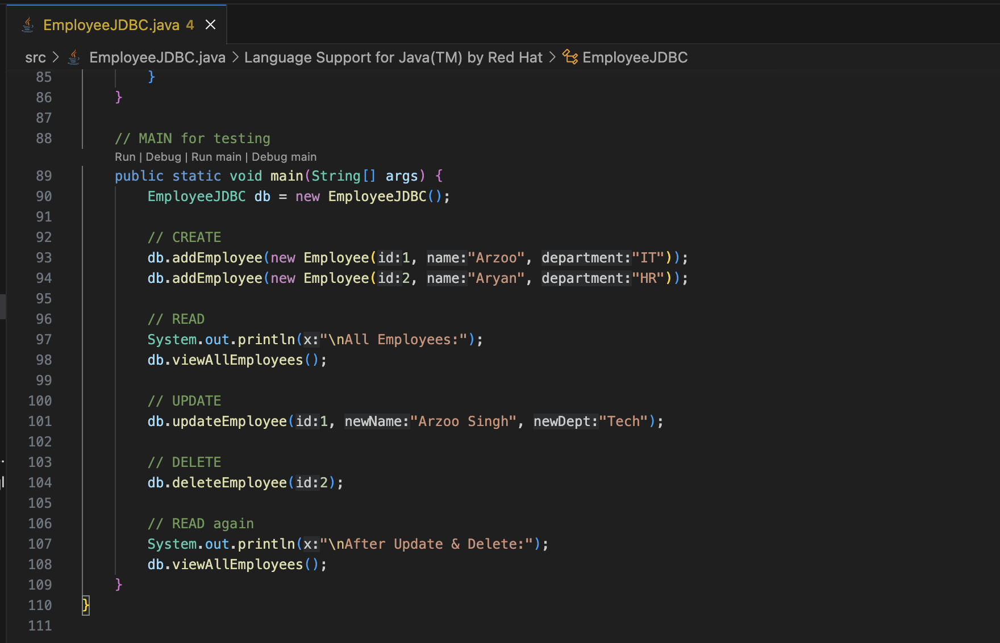 EmployeeJDBC.java 4
src > EmployeeJDBC.java > Language Support for Java(TM) by Red Hat > EmployeeJDBC
85 }
86 }
87
88 // MAIN for testing
Run | Debug | Run main | Debug main
89 public static void main(String[] args) {
90 EmployeeJDBC db = new EmployeeJDBC();
91
92 // CREATE
93 db.addEmployee(new Employee(id:1, name:"Arzoo", department:"IT"));
94 db.addEmployee(new Employee(id:2, name:"Aryan", department:"HR"));
95
96 // READ
97 System.out.println(x:"\nAll Employees:");
98 db.viewAllEmployees();
99
100 // UPDATE
101 db.updateEmployee(id:1, newName:"Arzoo Singh", newDept:"Tech");
102
103 // DELETE
104 db.deleteEmployee(id:2);
105
106 // READ again
107 System.out.println(x:"\nAfter Update & Delete:");
108 db.viewAllEmployees();
109 }
110 }
111